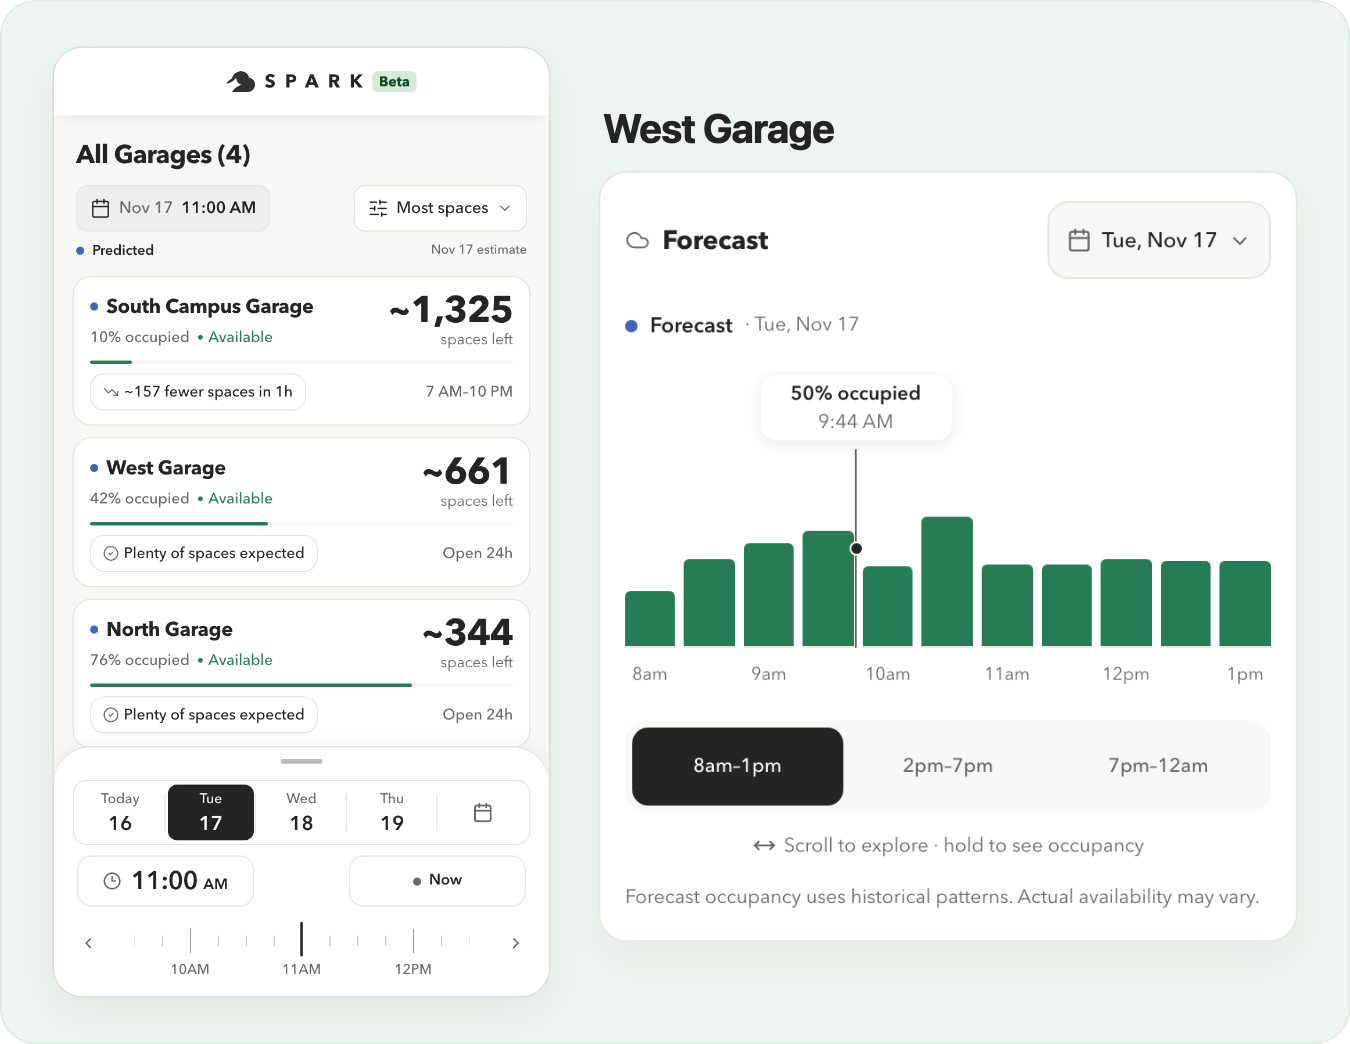 SPARK Beta
All Garages (4)
Nov 17 11:00 AM
Most spaces
Predicted
Nov 17 estimate
South Campus Garage
~1,325
10% occupied • Available
spaces left
~157 fewer spaces in 1h
7 AM–10 PM
West Garage
~661
42% occupied • Available
spaces left
Plenty of spaces expected
Open 24h
North Garage
~344
76% occupied • Available
spaces left
Plenty of spaces expected
Open 24h
Today
16
Tue
17
Wed
18
Thu
19
11:00 AM
Now
10AM
11AM
12PM
West Garage
Forecast
Tue, Nov 17
Forecast · Tue, Nov 17
50% occupied
9:44 AM
8am 9am 10am 11am 12pm 1pm
8am–1pm
2pm–7pm
7pm–12am
Scroll to explore · hold to see occupancy
Forecast occupancy uses historical patterns. Actual availability may vary.